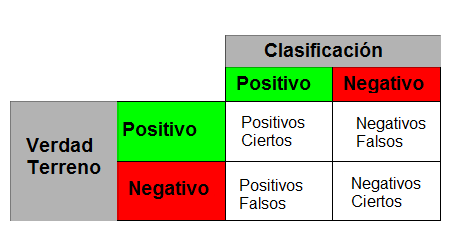 Clasificación
Positivo Negativo
Verdad
Terreno
Positivo
Positivos
Ciertos
Negativos
Falsos
Negativo
Positivos
Falsos
Negativos
Ciertos